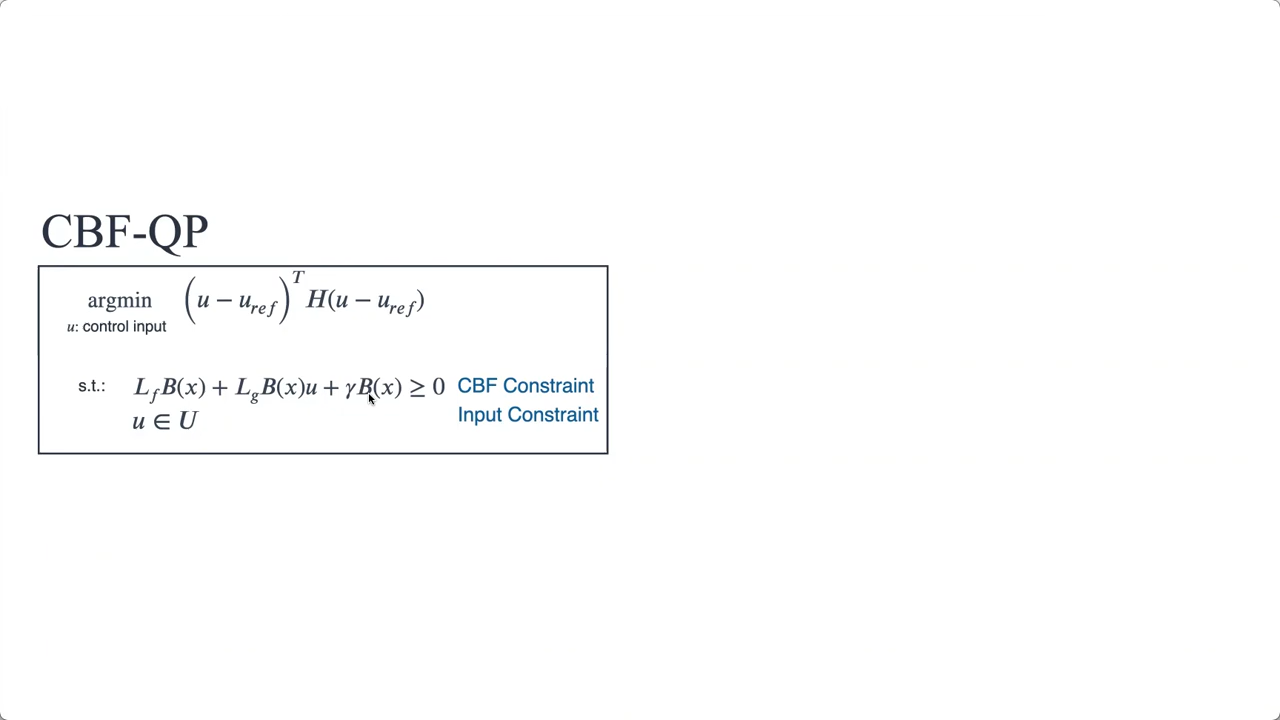 CBF-QP
argmin (u − u_ref)^T H(u − u_ref)
u: control input
s.t.: L_f B(x) + L_g B(x)u + γB(x) ≥ 0 CBF Constraint
u ∈ U Input Constraint